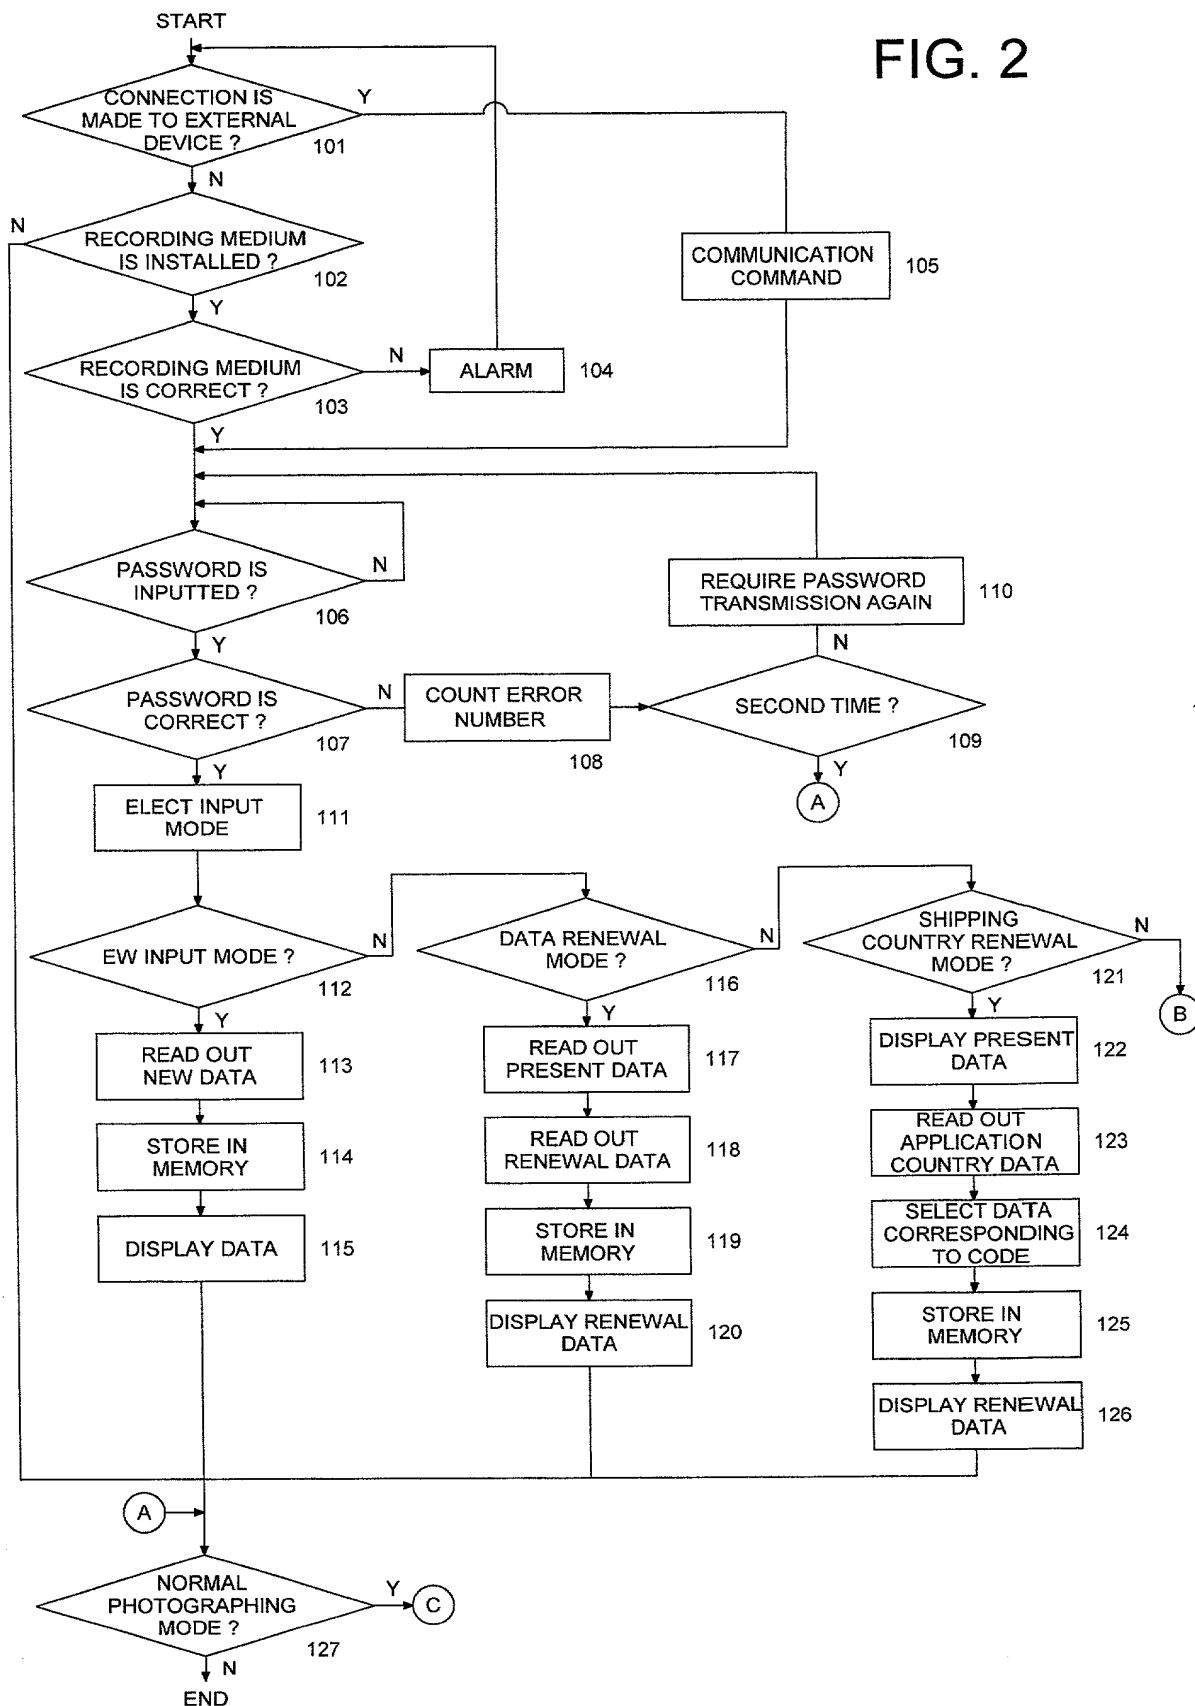 START
FIG. 2
CONNECTION IS
MADE TO EXTERNAL
DEVICE ?
101
Y
N
N
RECORDING MEDIUM
IS INSTALLED ?
102
Y
COMMUNICATION
COMMAND
105
RECORDING MEDIUM
IS CORRECT ?
103
N
ALARM
104
Y
PASSWORD IS
INPUTTED ?
106
N
Y
REQUIRE PASSWORD
TRANSMISSION AGAIN
110
N
PASSWORD IS
CORRECT ?
107
N
COUNT ERROR
NUMBER
108
SECOND TIME ?
109
Y
Y
A
ELECT INPUT
MODE
111
EW INPUT MODE ?
112
N
Y
DATA RENEWAL
MODE ?
116
N
Y
SHIPPING
COUNTRY RENEWAL
MODE ?
121
N
Y
B
READ OUT
NEW DATA
113
STORE IN
MEMORY
114
DISPLAY DATA
115
READ OUT
PRESENT DATA
117
READ OUT
RENEWAL DATA
118
STORE IN
MEMORY
119
DISPLAY RENEWAL
DATA
120
DISPLAY PRESENT
DATA
122
READ OUT
APPLICATION
COUNTRY DATA
123
SELECT DATA
CORRESPONDING
TO CODE
124
STORE IN
MEMORY
125
DISPLAY RENEWAL
DATA
126
A
NORMAL
PHOTOGRAPHING
MODE ?
127
Y
C
N
END